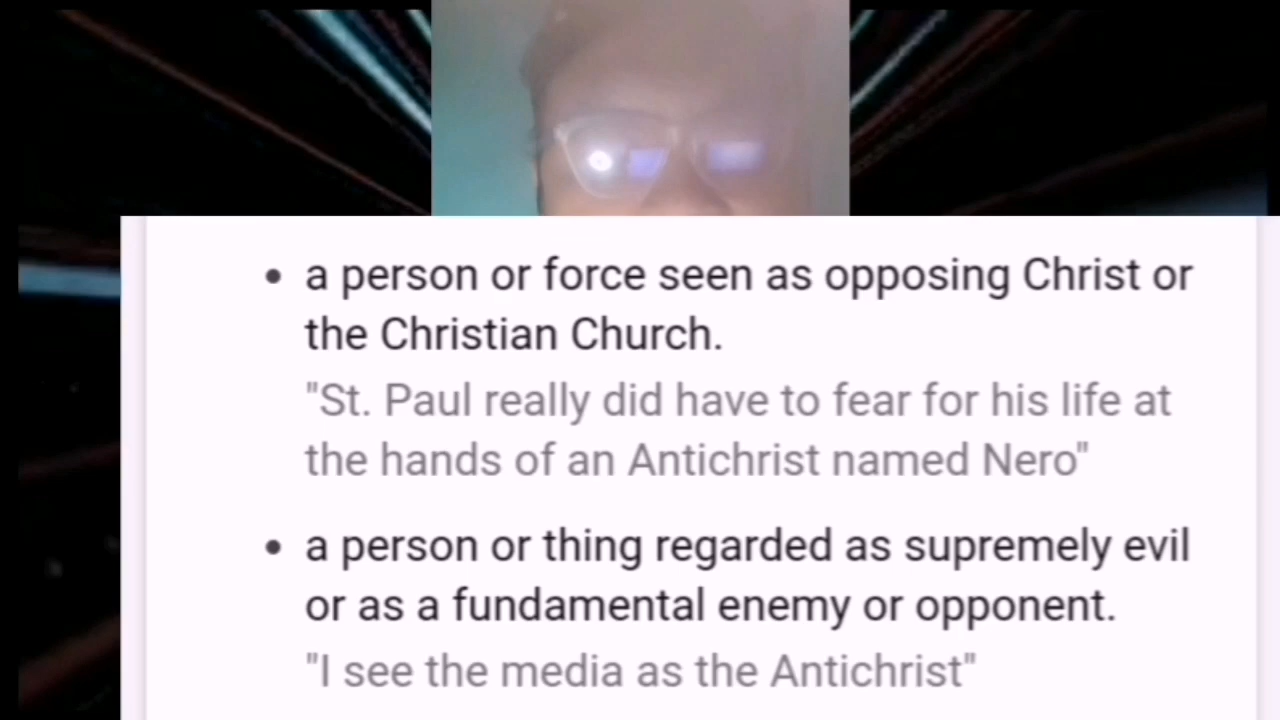 a person or force seen as opposing Christ or
the Christian Church.
"St. Paul really did have to fear for his life at
the hands of an Antichrist named Nero"
a person or thing regarded as supremely evil
or as a fundamental enemy or opponent.
"I see the media as the Antichrist"